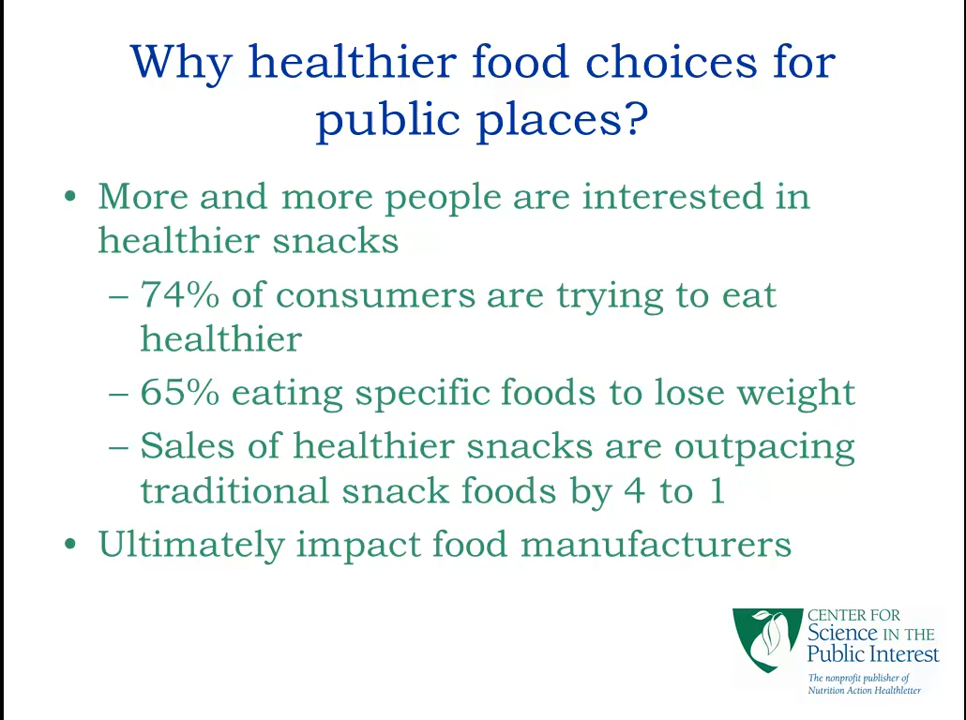 Why healthier food choices for
public places?
• More and more people are interested in
healthier snacks
– 74% of consumers are trying to eat
healthier
– 65% eating specific foods to lose weight
– Sales of healthier snacks are outpacing
traditional snack foods by 4 to 1
• Ultimately impact food manufacturers
CENTER FOR
Science IN THE
Public Interest
The nonprofit publisher of
Nutrition Action Healthletter